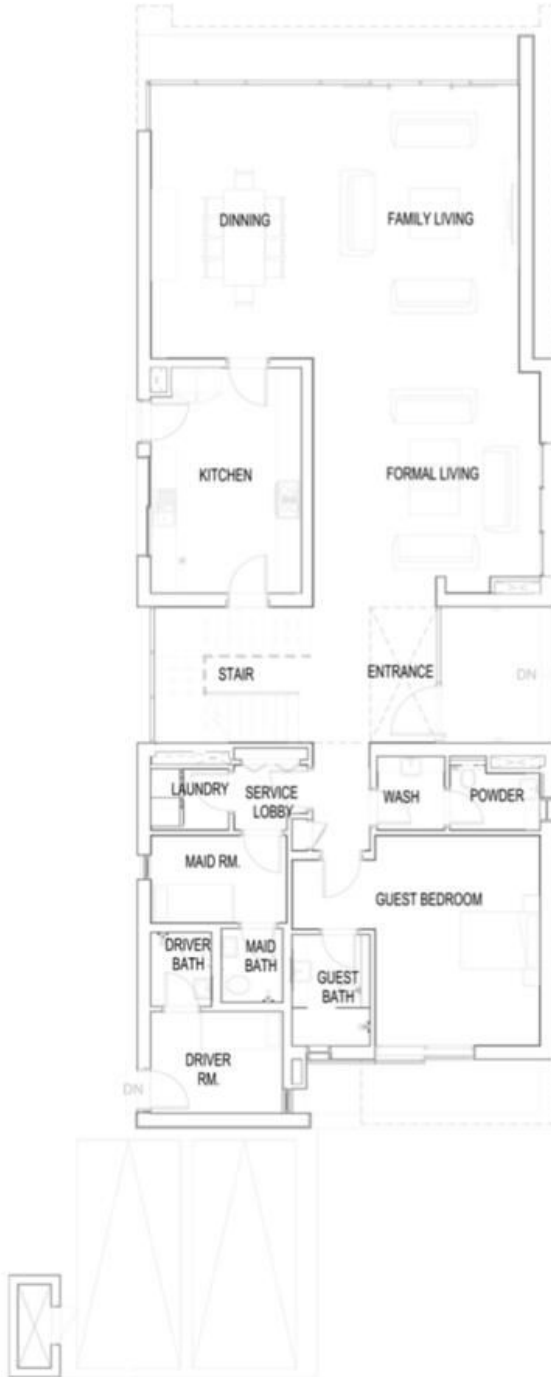 DINNING
FAMILY LIVING
KITCHEN
FORMAL LIVING
STAIR
ENTRANCE
DN
LAUNDRY
SERVICE
LOBBY
WASH
POWDER
MAID RM.
GUEST BEDROOM
DRIVER
BATH
MAID
BATH
GUEST
BATH
DRIVER
RM.
DN